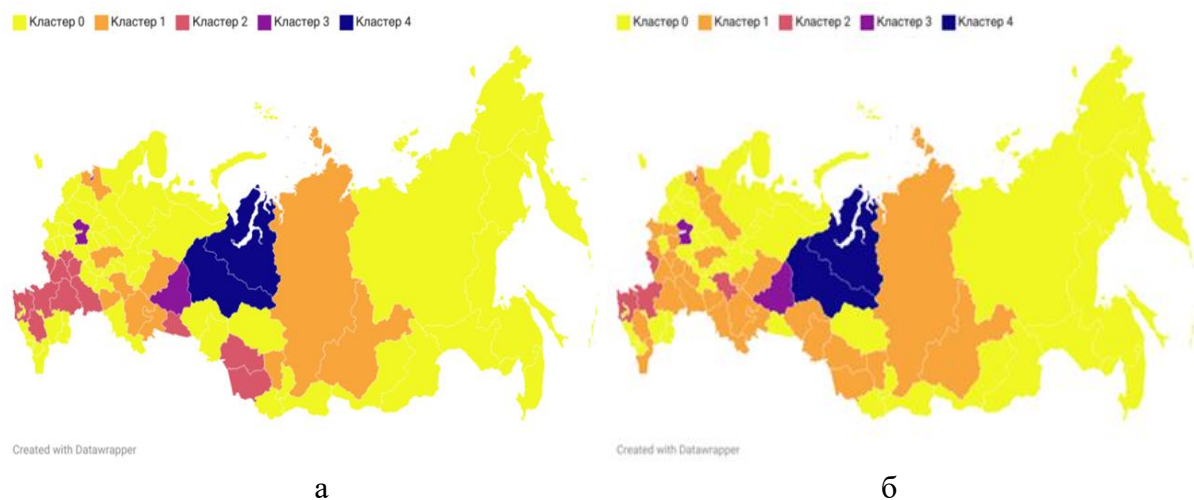 Кластер 0 Кластер 1 Кластер 2 Кластер 3 Кластер 4
Кластер 0 Кластер 1 Кластер 2 Кластер 3 Кластер 4
Created with Datawrapper
Created with Datawrapper
а
б